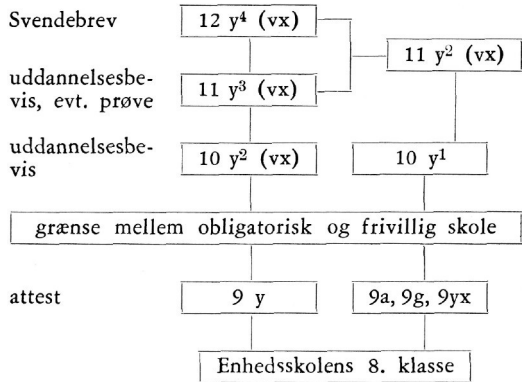 Svendebrev 12 y⁴ (vx)
11 y² (vx)
uddannelsesbe-
vis, evt. prøve 11 y³ (vx)
uddannelsesbe-
vis 10 y² (vx) 10 y¹
grænse mellem obligatorisk og frivillig skole
attest 9 y 9a, 9g, 9yx
Enhedsskolens 8. klasse